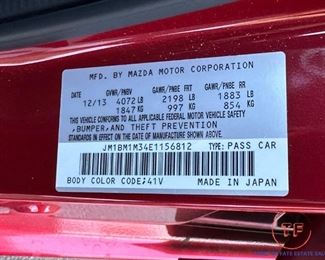 MFD. BY MAZDA MOTOR CORPORATION
DATE GVWR/PNBV GAWR/PNBE FRT GAWR/PNBE RR
12/13 4072 LB 2198 LB 1883 LB
1847 KG 997 KG 854 KG
THIS VEHICLE CONFORMS TO ALL APPLICABLE FEDERAL MOTOR VEHICLE
SAFETY STANDARDS IN EFFECT ON THE DATE OF MANUFACTURE SHOWN ABOVE
,BUMPER,AND THEFT PREVENTION
JM1BM1M34E1156812 TYPE: PASS CAR
BODY COLOR CODE;41V MADE IN JAPAN
TF